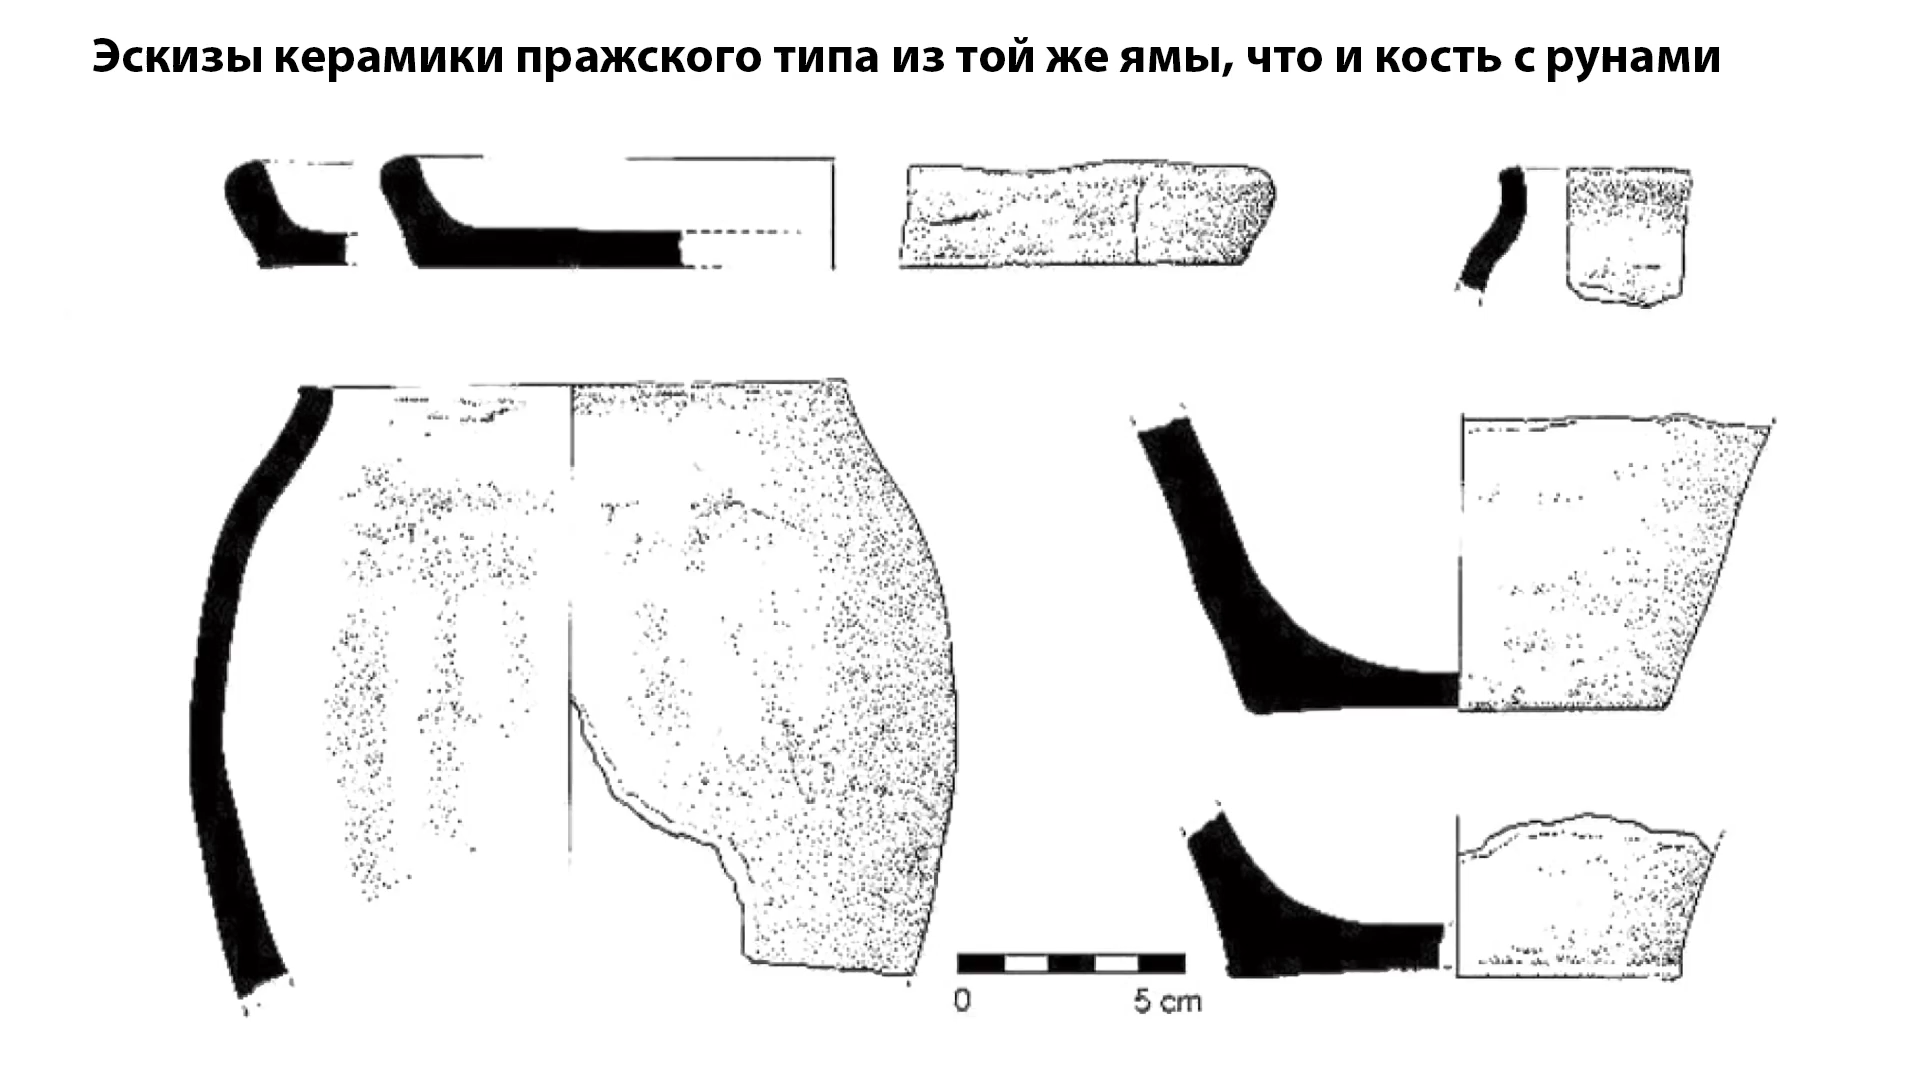 Эскизы керамики пражского типа из той же ямы, что и кость с рунами
0 5 cm